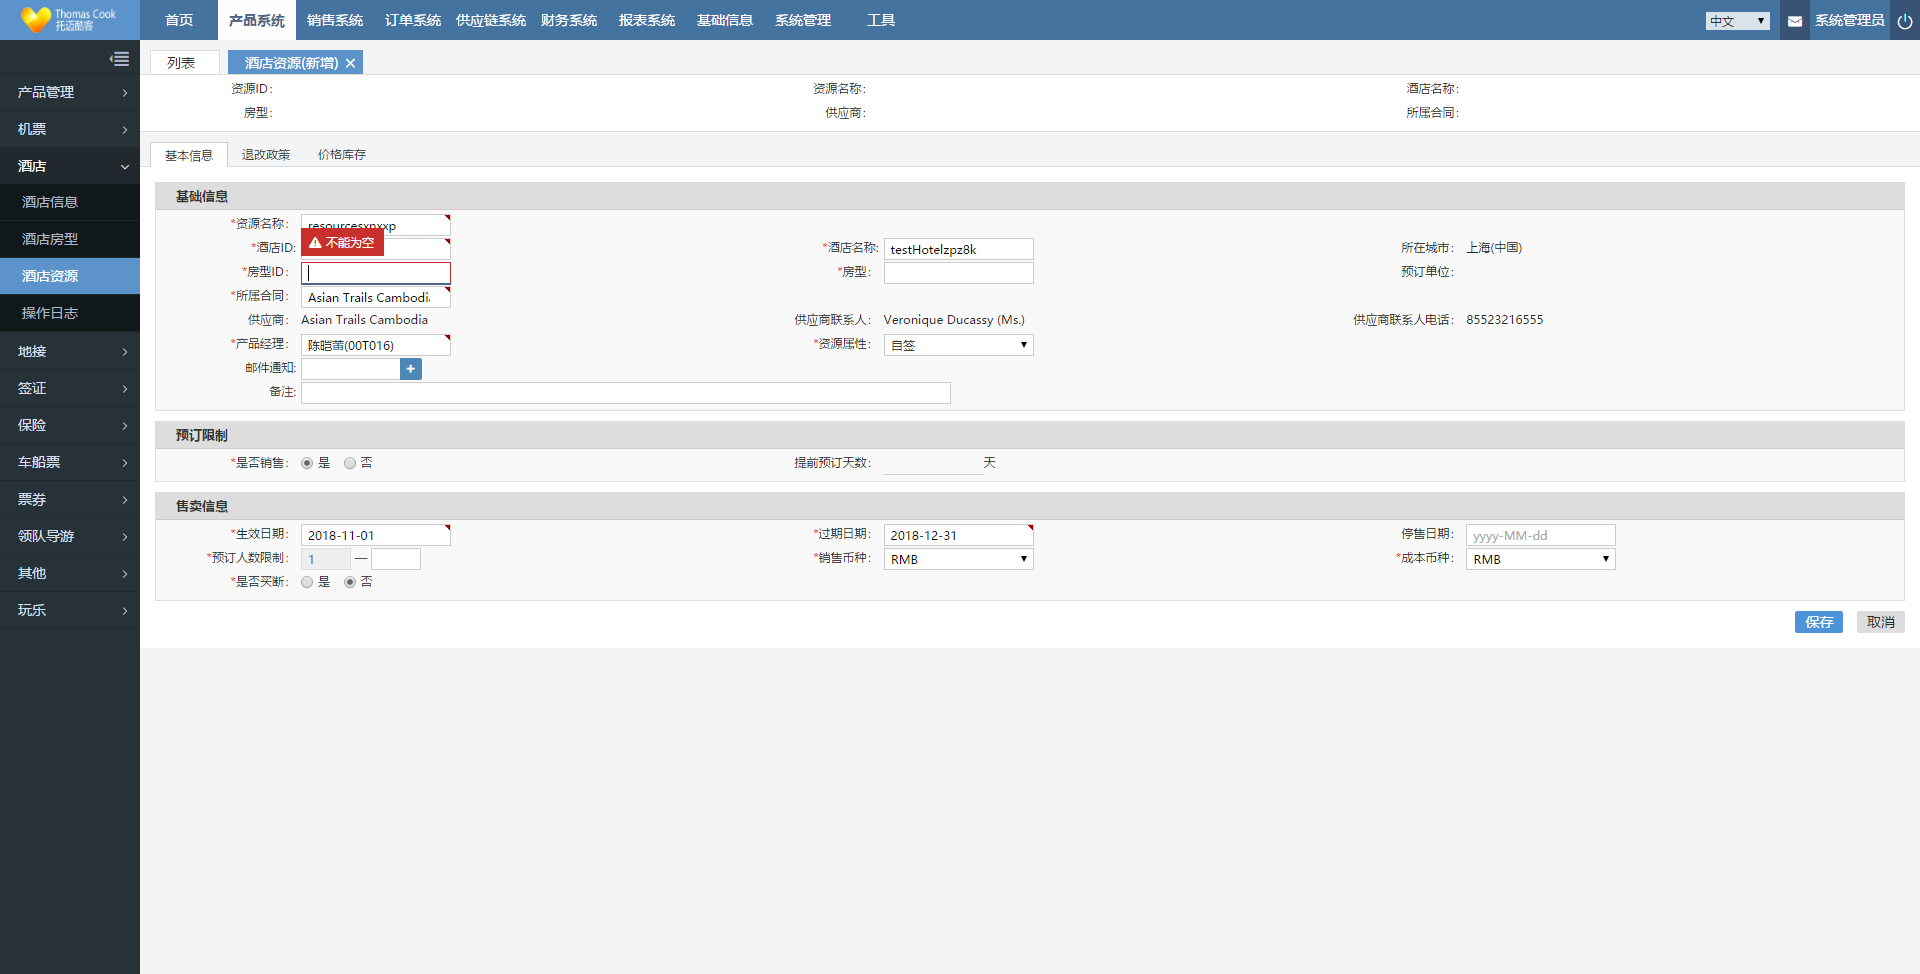 Thomas Cook
托迈酷客
首页 产品系统 销售系统 订单系统 供应链系统 财务系统 报表系统 基础信息 系统管理 工具 中文 系统管理员
列表 酒店资源(新增)
资源ID: 资源名称: 酒店名称:
房型: 供应商: 所属合同:
产品管理
机票
酒店
酒店信息
酒店房型
酒店资源
操作日志
地接
签证
保险
车船票
票券
领队导游
其他
玩乐
基本信息 退改政策 价格库存
基础信息
*资源名称: resourcesxnxxp
不能为空
*酒店ID: *酒店名称: testHotelzpz8k 所在城市: 上海(中国)
*房型ID: *房型: 预订单位:
*所属合同: Asian Trails Cambodi
供应商: Asian Trails Cambodia 供应商联系人: Veronique Ducassy (Ms.) 供应商联系人电话: 85523216555
*产品经理: 陈皑苗(00T016) *资源属性: 自签
邮件通知: +
备注:
预订限制
*是否销售: 是 否 提前预订天数: 天
售卖信息
*生效日期: 2018-11-01 *过期日期: 2018-12-31 停售日期: yyyy-MM-dd
*预订人数限制: 1 — *销售币种: RMB *成本币种: RMB
*是否买断: 是 否
保存 取消